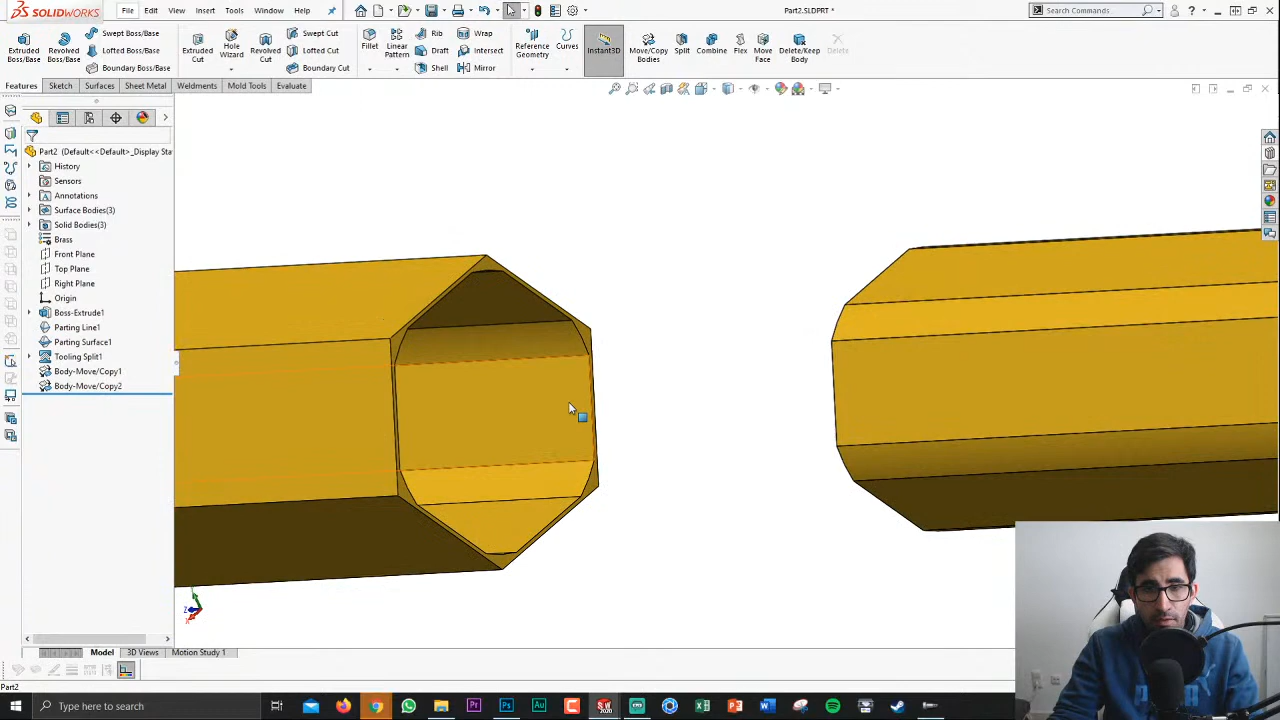 SOLIDWORKS File Edit View Insert Tools Window Help Part2.SLDPRT * Search Commands
Extruded Boss/Base Revolved Boss/Base Swept Boss/Base Lofted Boss/Base Boundary Boss/Base Extruded Cut Hole Wizard Revolved Cut Swept Cut Lofted Cut Boundary Cut Fillet Linear Pattern Rib Draft Shell Wrap Intersect Mirror Reference Geometry Curves Instant3D Move/Copy Bodies Split Combine Flex Move Face Delete/Keep Body Delete
Features Sketch Surfaces Sheet Metal Weldments Mold Tools Evaluate
Part2 (Default<<Default>_Display Sta
History
Sensors
Annotations
Surface Bodies(3)
Solid Bodies(3)
Brass
Front Plane
Top Plane
Right Plane
Origin
Boss-Extrude1
Parting Line1
Parting Surface1
Tooling Split1
Body-Move/Copy1
Body-Move/Copy2
Z
X
Model 3D Views Motion Study 1
Part2
Type here to search